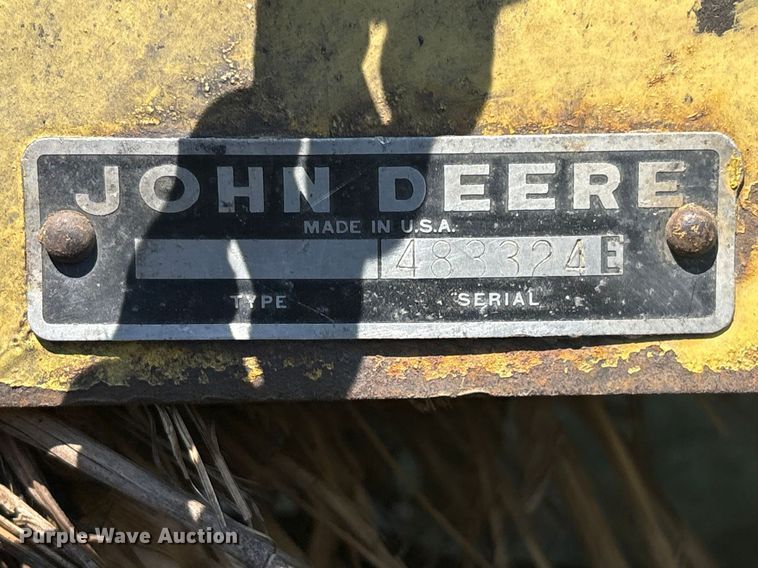 JOHN DEERE
MADE IN U.S.A.
483324E
TYPE SERIAL
Purple Wave Auction